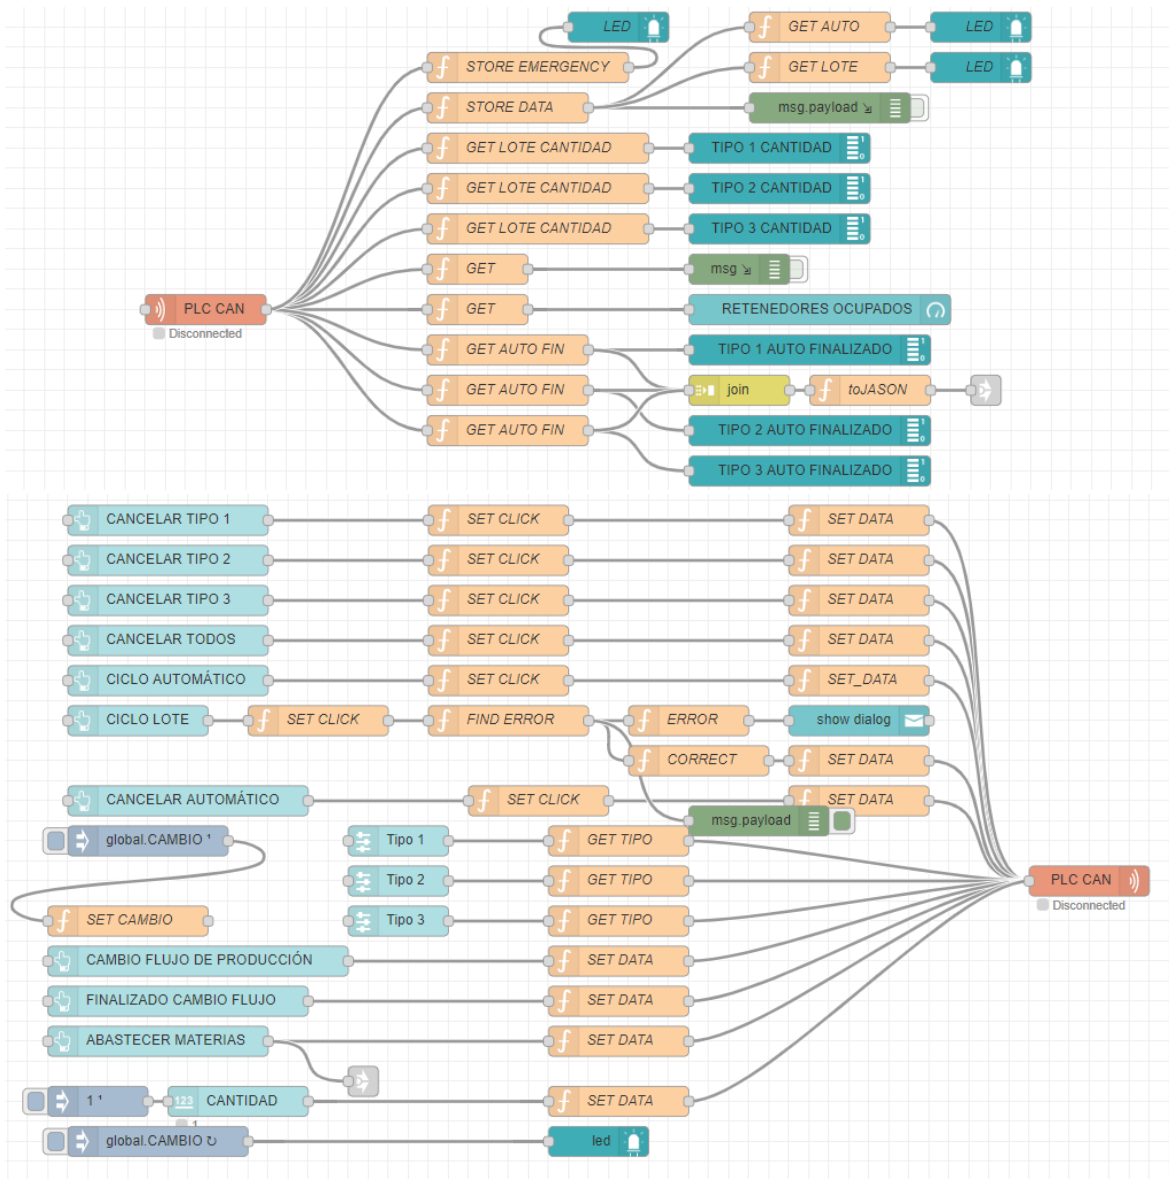 LED
GET AUTO
LED
STORE EMERGENCY
GET LOTE
LED
STORE DATA
msg.payload
GET LOTE CANTIDAD
TIPO 1 CANTIDAD
GET LOTE CANTIDAD
TIPO 2 CANTIDAD
GET LOTE CANTIDAD
TIPO 3 CANTIDAD
GET
msg
PLC CAN
Disconnected
GET
RETENEDORES OCUPADOS
GET AUTO FIN
TIPO 1 AUTO FINALIZADO
GET AUTO FIN
join
toJASON
GET AUTO FIN
TIPO 2 AUTO FINALIZADO
TIPO 3 AUTO FINALIZADO
CANCELAR TIPO 1
SET CLICK
SET DATA
CANCELAR TIPO 2
SET CLICK
SET DATA
CANCELAR TIPO 3
SET CLICK
SET DATA
CANCELAR TODOS
SET CLICK
SET DATA
CICLO AUTOMÁTICO
SET CLICK
SET_DATA
CICLO LOTE
SET CLICK
FIND ERROR
ERROR
show dialog
CORRECT
SET DATA
CANCELAR AUTOMÁTICO
SET CLICK
SET DATA
msg.payload
global.CAMBIO ¹
Tipo 1
GET TIPO
Tipo 2
GET TIPO
PLC CAN
Disconnected
SET CAMBIO
Tipo 3
GET TIPO
CAMBIO FLUJO DE PRODUCCIÓN
SET DATA
FINALIZADO CAMBIO FLUJO
SET DATA
ABASTECER MATERIAS
SET DATA
1 ¹
123
CANTIDAD
1
SET DATA
global.CAMBIO ↻
led